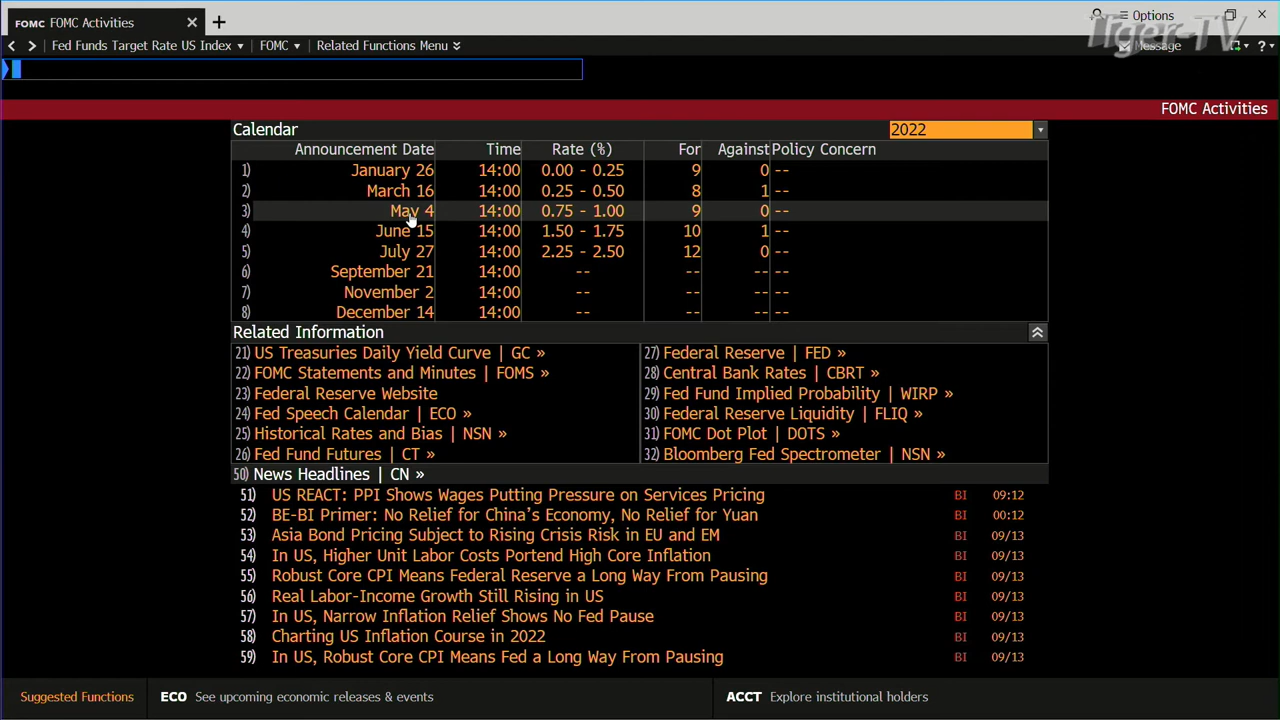 FOMC FOMC Activities
Options
Tiger-TV
Fed Funds Target Rate US Index FOMC Related Functions Menu Message ?
FOMC Activities
Calendar 2022
Announcement Date Time Rate (%) For Against Policy Concern
1) January 26 14:00 0.00 - 0.25 9 0 --
2) March 16 14:00 0.25 - 0.50 8 1 --
3) May 4 14:00 0.75 - 1.00 9 0 --
4) June 15 14:00 1.50 - 1.75 10 1 --
5) July 27 14:00 2.25 - 2.50 12 0 --
6) September 21 14:00 -- -- -- --
7) November 2 14:00 -- -- -- --
8) December 14 14:00 -- -- -- --
Related Information
21) US Treasuries Daily Yield Curve | GC »
22) FOMC Statements and Minutes | FOMS »
23) Federal Reserve Website
24) Fed Speech Calendar | ECO »
25) Historical Rates and Bias | NSN »
26) Fed Fund Futures | CT »
27) Federal Reserve | FED »
28) Central Bank Rates | CBRT »
29) Fed Fund Implied Probability | WIRP »
30) Federal Reserve Liquidity | FLIQ »
31) FOMC Dot Plot | DOTS »
32) Bloomberg Fed Spectrometer | NSN »
50) News Headlines | CN »
51) US REACT: PPI Shows Wages Putting Pressure on Services Pricing BI 09:12
52) BE-BI Primer: No Relief for China's Economy, No Relief for Yuan BI 00:12
53) Asia Bond Pricing Subject to Rising Crisis Risk in EU and EM BI 09/13
54) In US, Higher Unit Labor Costs Portend High Core Inflation BI 09/13
55) Robust Core CPI Means Federal Reserve a Long Way From Pausing BI 09/13
56) Real Labor-Income Growth Still Rising in US BI 09/13
57) In US, Narrow Inflation Relief Shows No Fed Pause BI 09/13
58) Charting US Inflation Course in 2022 BI 09/13
59) In US, Robust Core CPI Means Fed a Long Way From Pausing BI 09/13
Suggested Functions ECO See upcoming economic releases & events ACCT Explore institutional holders